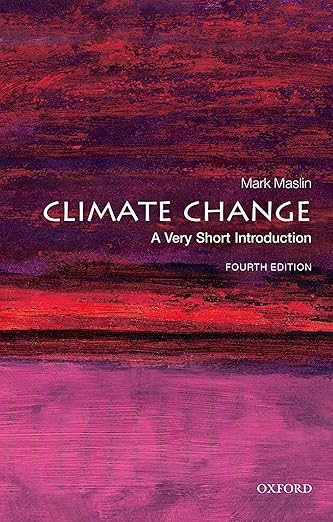 Mark Maslin
CLIMATE CHANGE
A Very Short Introduction
FOURTH EDITION
OXFORD